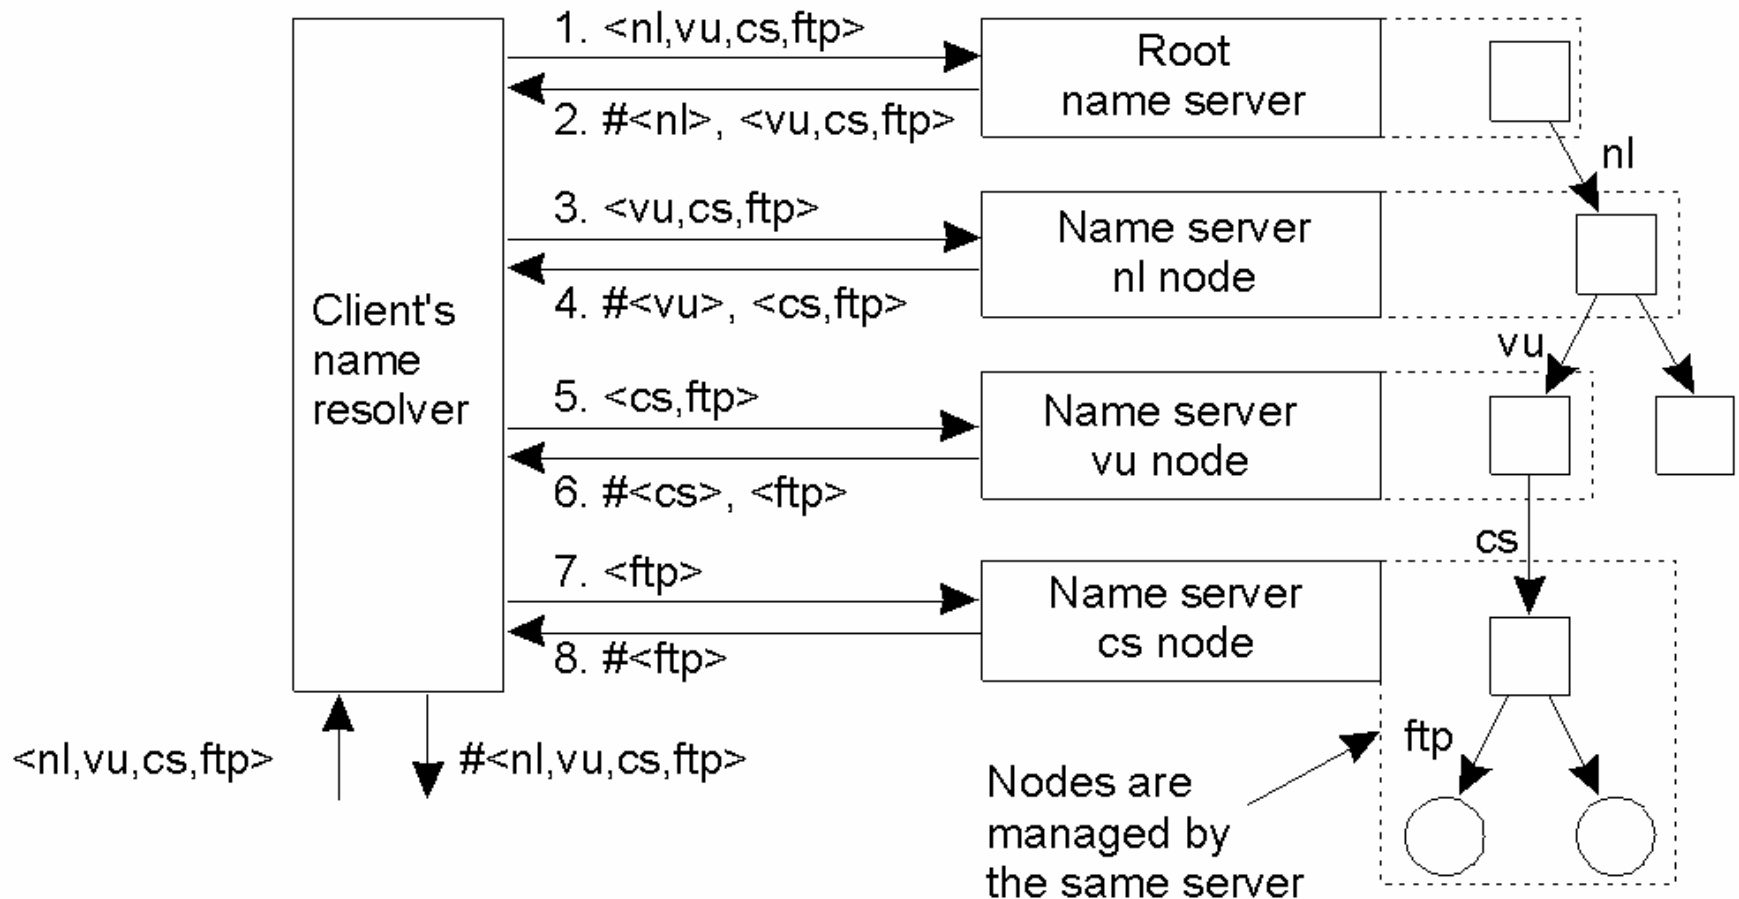 1. <nl,vu,cs,ftp>
Root
name server
2. #<nl>, <vu,cs,ftp>
nl
3. <vu,cs,ftp>
Name server
nl node
4. #<vu>, <cs,ftp>
Client's
name
resolver
vu
5. <cs,ftp>
Name server
vu node
6. #<cs>, <ftp>
cs
7. <ftp>
Name server
cs node
8. #<ftp>
<nl,vu,cs,ftp>
#<nl,vu,cs,ftp>
ftp
Nodes are
managed by
the same server